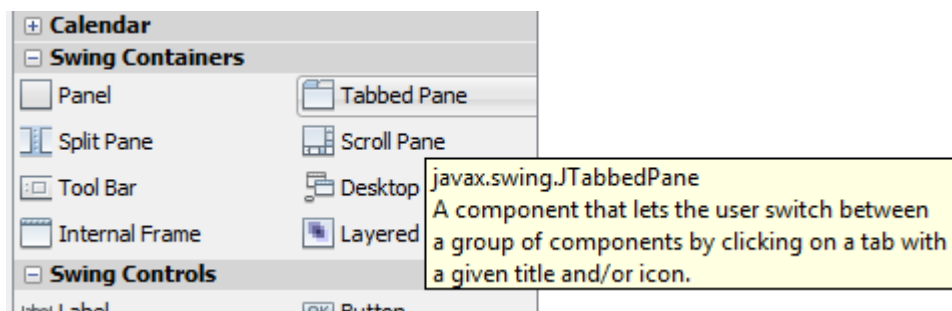 Calendar
Swing Containers
Panel Tabbed Pane
Split Pane Scroll Pane
Tool Bar Desktop
Internal Frame Layered
javax.swing.JTabbedPane
A component that lets the user switch between
a group of components by clicking on a tab with
a given title and/or icon.
Swing Controls
Label Button